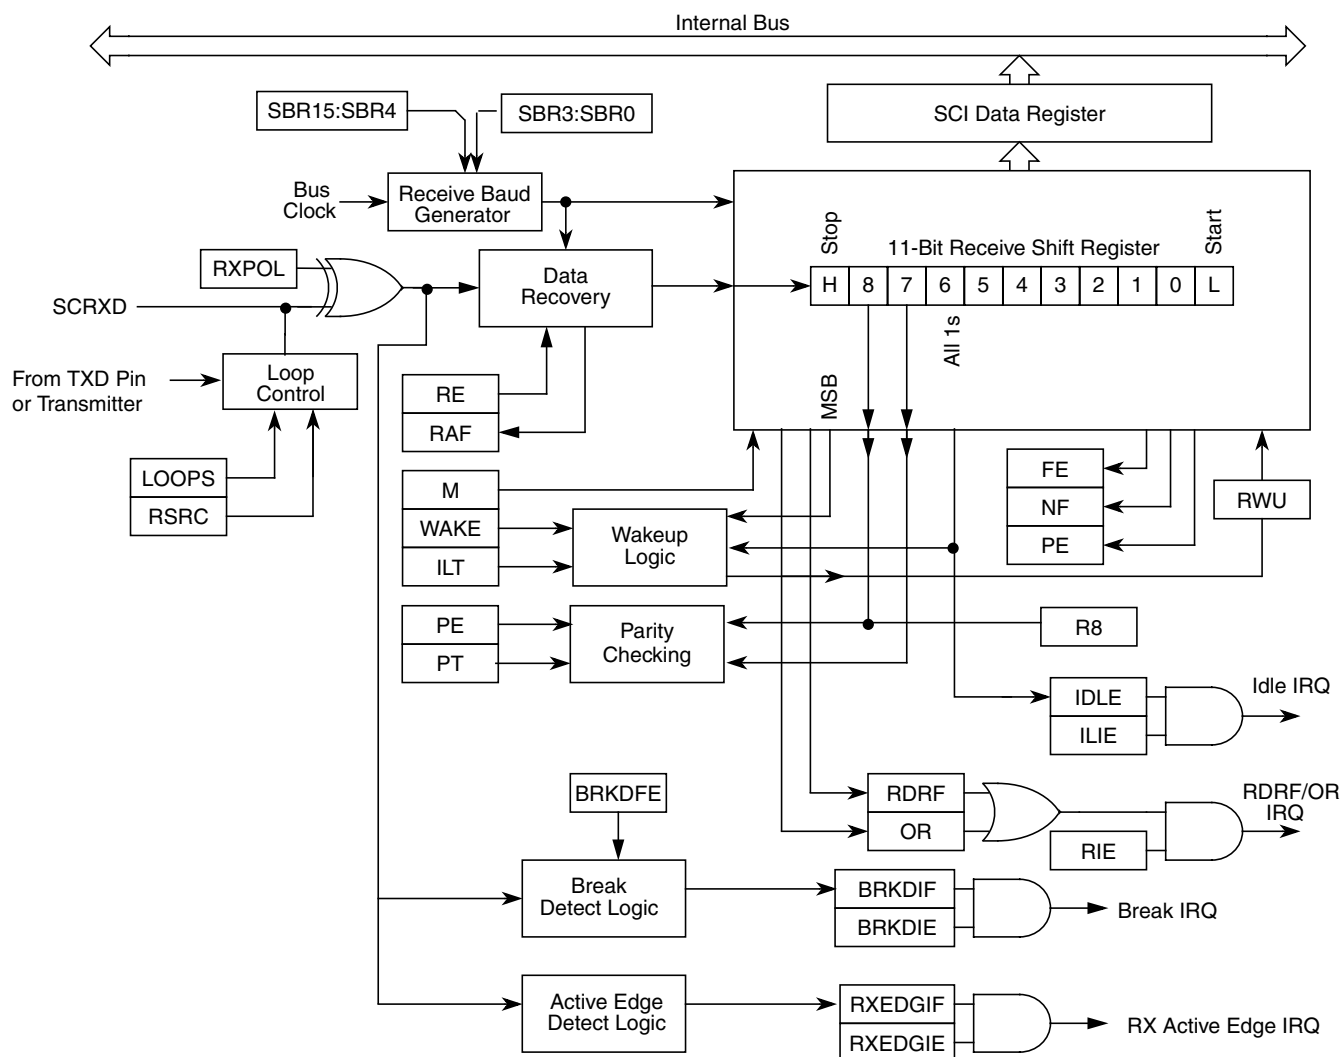 Internal Bus
SBR15:SBR4
SBR3:SBR0
SCI Data Register
Bus
Clock
Receive Baud
Generator
RXPOL
SCRXD
Data
Recovery
Stop
11-Bit Receive Shift Register
Start
H 8 7 6 5 4 3 2 1 0 L
All 1s
MSB
From TXD Pin
or Transmitter
Loop
Control
RE
RAF
LOOPS
RSRC
M
WAKE
ILT
Wakeup
Logic
FE
NF
PE
RWU
PE
PT
Parity
Checking
R8
IDLE
ILIE
Idle IRQ
BRKDFE
RDRF
OR
RIE
RDRF/OR
IRQ
Break
Detect Logic
BRKDIF
BRKDIE
Break IRQ
Active Edge
Detect Logic
RXEDGIF
RXEDGIE
RX Active Edge IRQ